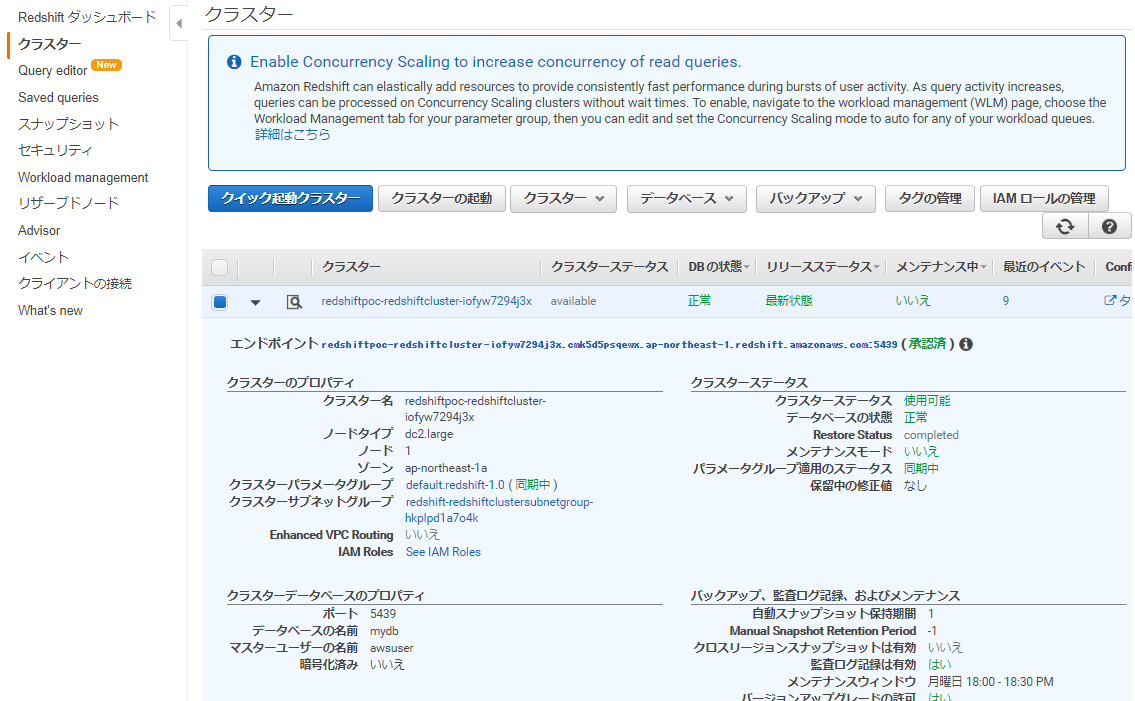 Redshift ダッシュボード
クラスター
Query editor New
Saved queries
スナップショット
セキュリティ
Workload management
リザーブドノード
Advisor
イベント
クライアントの接続
What's new
クラスター
Enable Concurrency Scaling to increase concurrency of read queries.
Amazon Redshift can elastically add resources to provide consistently fast performance during bursts of user activity. As query activity increases,
queries can be processed on Concurrency Scaling clusters without wait times. To enable, navigate to the workload management (WLM) page, choose the
Workload Management tab for your parameter group, then you can edit and set the Concurrency Scaling mode to auto for any of your workload queues.
詳細はこちら
クイック起動クラスター クラスターの起動 クラスター データベース バックアップ タグの管理 IAM ロールの管理
クラスター クラスターステータス DB の状態 リリースステータス メンテナンス中 最近のイベント Conf
redshiftpoc-redshiftcluster-iofyw7294j3x available 正常 最新状態 いいえ 9 タ
エンドポイント redshiftpoc-redshiftcluster-iofyw7294j3x.cmk5d5psqewx.ap-northeast-1.redshift.amazonaws.com:5439 ( 承認済 )
クラスターのプロパティ
クラスター名 redshiftpoc-redshiftcluster-
iofyw7294j3x
ノードタイプ dc2.large
ノード 1
ゾーン ap-northeast-1a
クラスターパラメータグループ default.redshift-1.0 ( 同期中 )
クラスターサブネットグループ redshift-redshiftclustersubnetgroup-
hkplpd1a7o4k
Enhanced VPC Routing いいえ
IAM Roles See IAM Roles
クラスターステータス
クラスターステータス 使用可能
データベースの状態 正常
Restore Status completed
メンテナンスモード いいえ
パラメータグループ適用のステータス 同期中
保留中の修正値 なし
クラスターデータベースのプロパティ
ポート 5439
データベースの名前 mydb
マスターユーザーの名前 awsuser
暗号化済み いいえ
バックアップ、監査ログ記録、およびメンテナンス
自動スナップショット保持期間 1
Manual Snapshot Retention Period -1
クロスリージョンスナップショットは有効 いいえ
監査ログ記録は有効 はい
メンテナンスウィンドウ 月曜日 18:00 - 18:30 PM
バージョンアップグレードの許可 はい